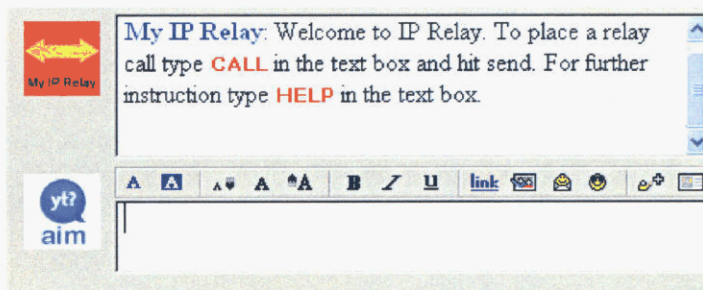 My IP Relay: Welcome to IP Relay. To place a relay
call type CALL in the text box and hit send. For further
instruction type HELP in the text box.
My IP Relay
A A A A A B I U link
yt?
aim